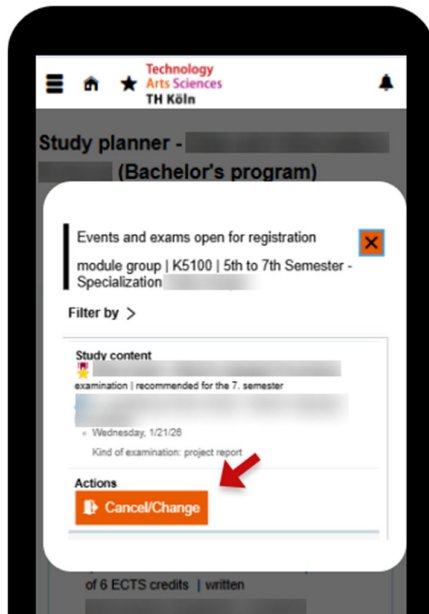 Technology
Arts Sciences
TH Köln
Study planner -
(Bachelor's program)
Events and exams open for registration
module group | K5100 | 5th to 7th Semester -
Specialization
Filter by >
Study content
examination | recommended for the 7. semester
Wednesday, 1/21/26
Kind of examination: project report
Actions
Cancel/Change
of 6 ECTS credits | written